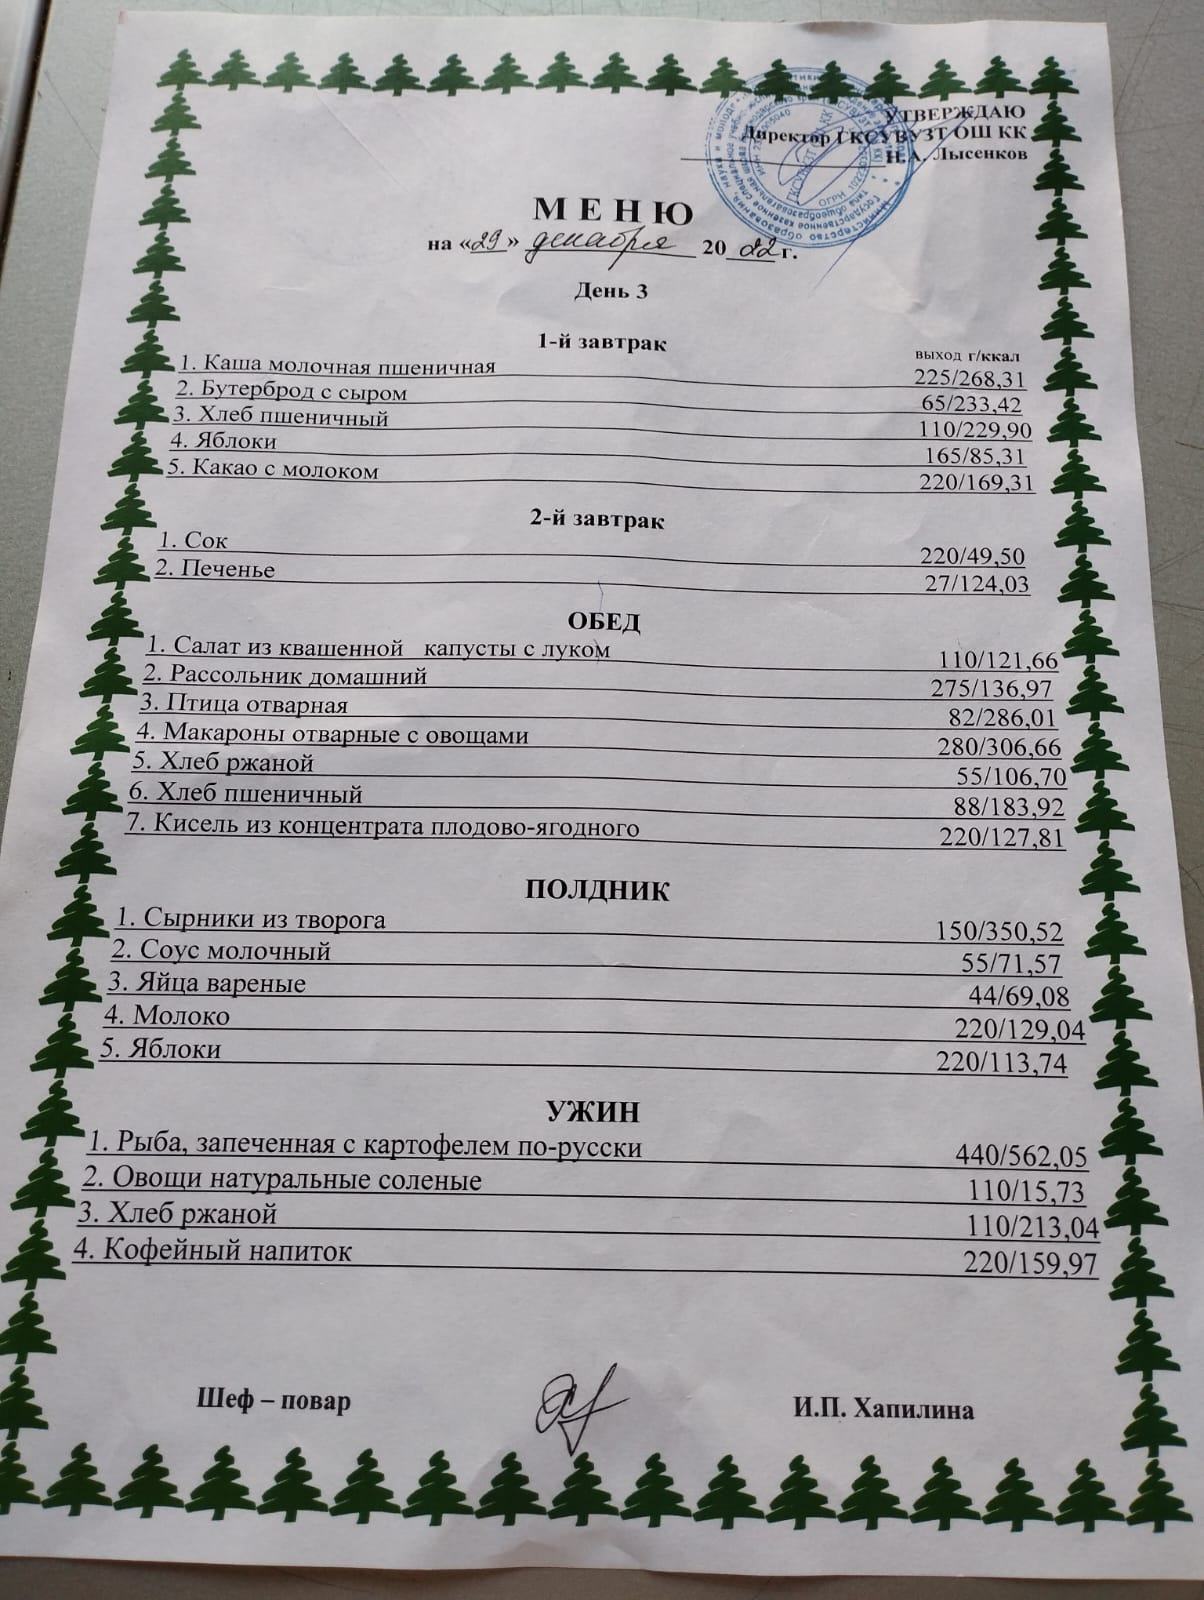 УТВЕРЖДАЮ
Директор ГКСУВУЗТ ОШ КК
Н.А. Лысенков
МЕНЮ
на «29» декабря 2022 г.
День 3
1-й завтрак
выход г/ккал
1. Каша молочная пшеничная 225/268,31
2. Бутерброд с сыром 65/233,42
3. Хлеб пшеничный 110/229,90
4. Яблоки 165/85,31
5. Какао с молоком 220/169,31
2-й завтрак
1. Сок 220/49,50
2. Печенье 27/124,03
ОБЕД
1. Салат из квашенной капусты с луком 110/121,66
2. Рассольник домашний 275/136,97
3. Птица отварная 82/286,01
4. Макароны отварные с овощами 280/306,66
5. Хлеб ржаной 55/106,70
6. Хлеб пшеничный 88/183,92
7. Кисель из концентрата плодово-ягодного 220/127,81
ПОЛДНИК
1. Сырники из творога 150/350,52
2. Соус молочный 55/71,57
3. Яйца вареные 44/69,08
4. Молоко 220/129,04
5. Яблоки 220/113,74
УЖИН
1. Рыба, запеченная с картофелем по-русски 440/562,05
2. Овощи натуральные соленые 110/15,73
3. Хлеб ржаной 110/213,04
4. Кофейный напиток 220/159,97
Шеф – повар И.П. Хапилина